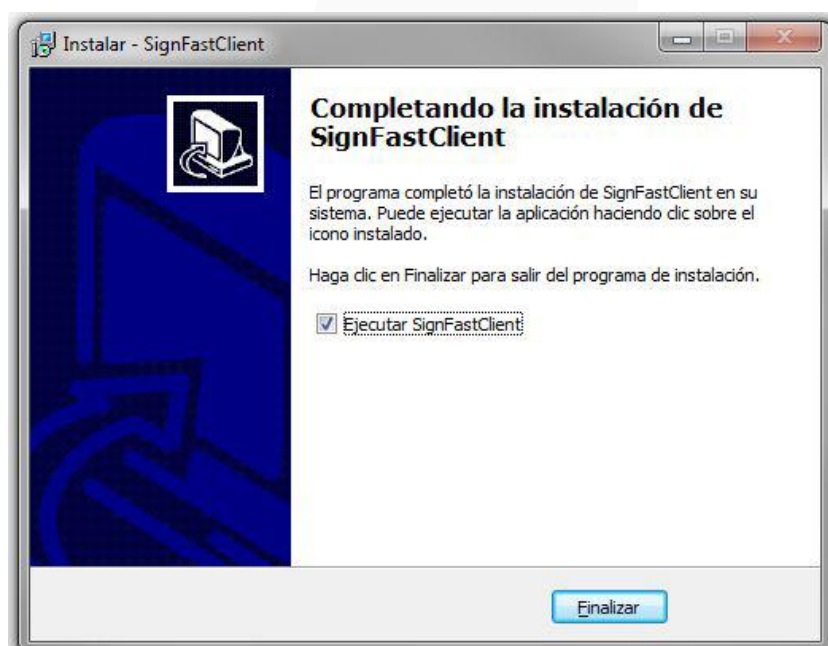 Instalar - SignFastClient
Completando la instalación de
SignFastClient
El programa completó la instalación de SignFastClient en su
sistema. Puede ejecutar la aplicación haciendo clic sobre el
icono instalado.
Haga clic en Finalizar para salir del programa de instalación.
Ejecutar SignFastClient
Finalizar